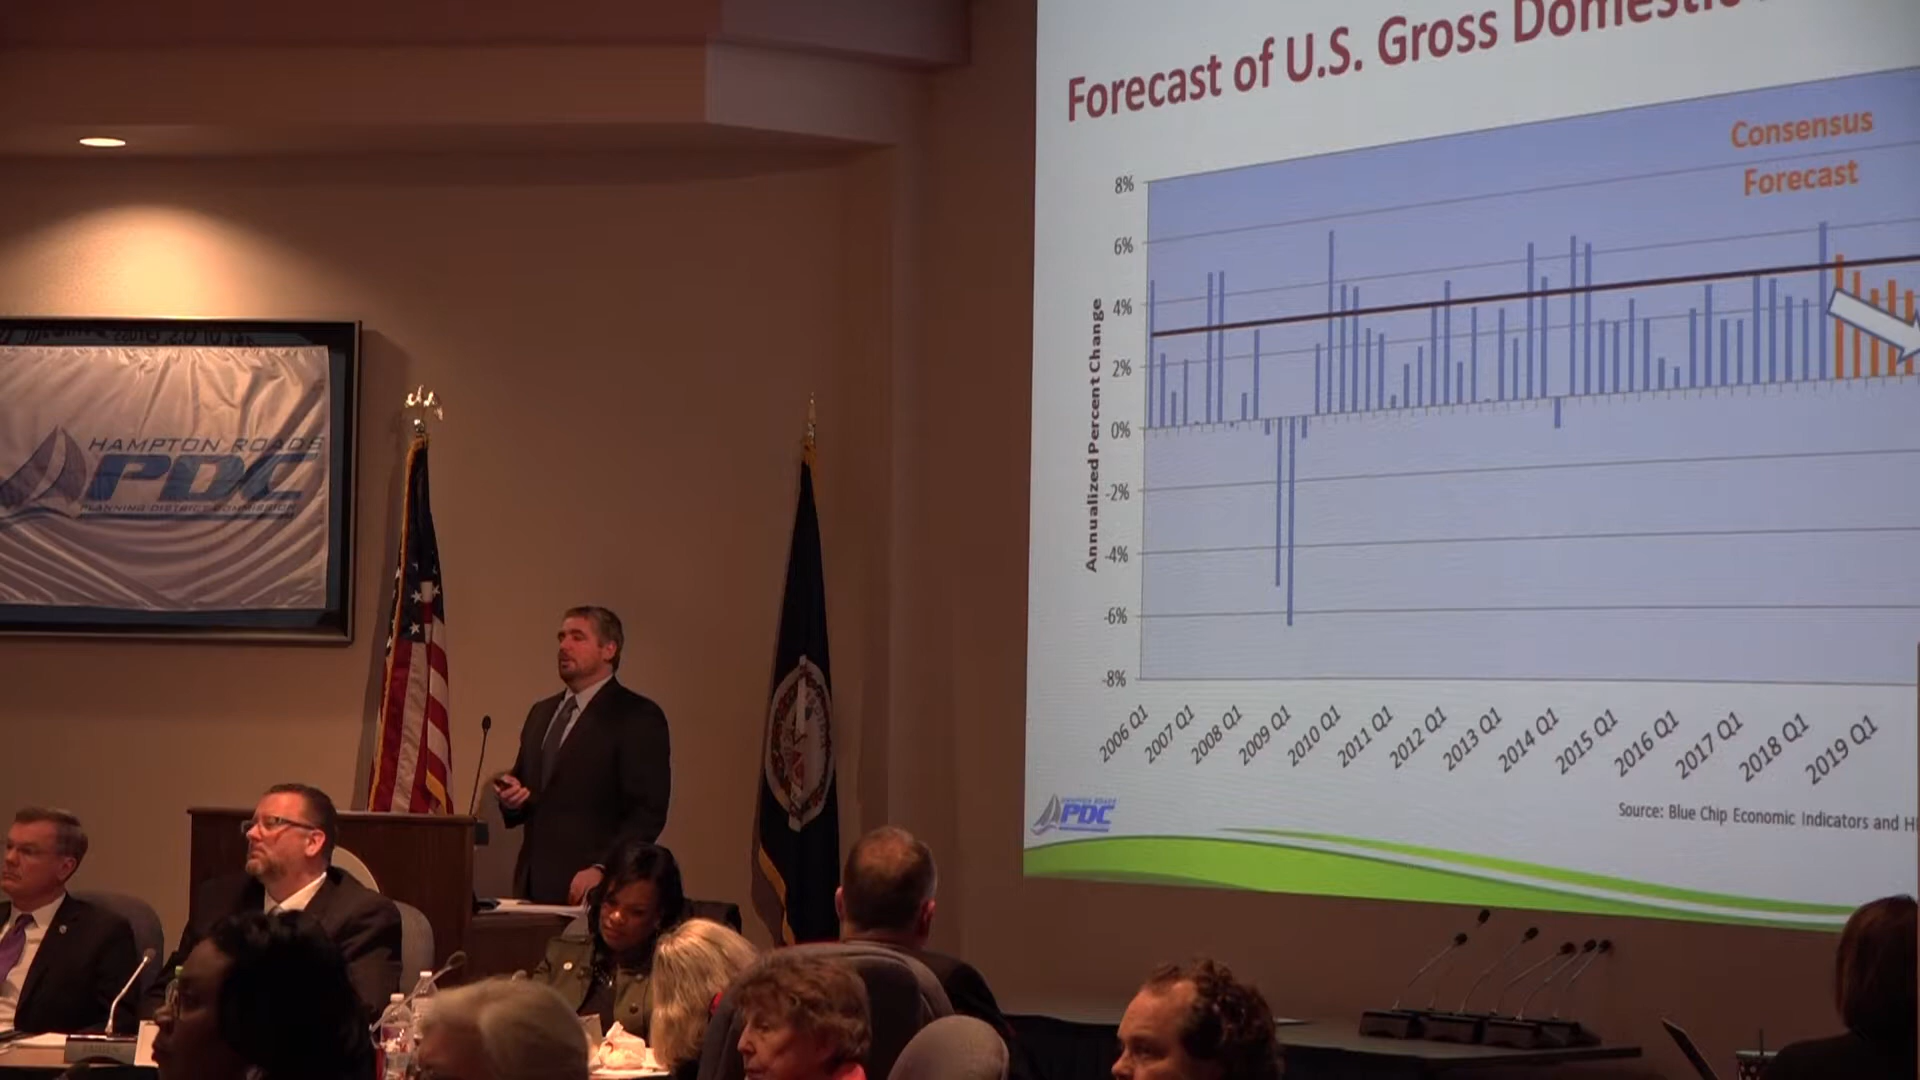 Forecast of U.S. Gross Domestic
Consensus
Forecast
8%
6%
4%
2%
0%
-2%
-4%
-6%
-8%
Annualized Percent Change
2006 Q1
2007 Q1
2008 Q1
2009 Q1
2010 Q1
2011 Q1
2012 Q1
2013 Q1
2014 Q1
2015 Q1
2016 Q1
2017 Q1
2018 Q1
2019 Q1
Source: Blue Chip Economic Indicators and H
HAMPTON ROADS
PDC
HAMPTON ROADS
PDC
PLANNING DISTRICT COMMISSION